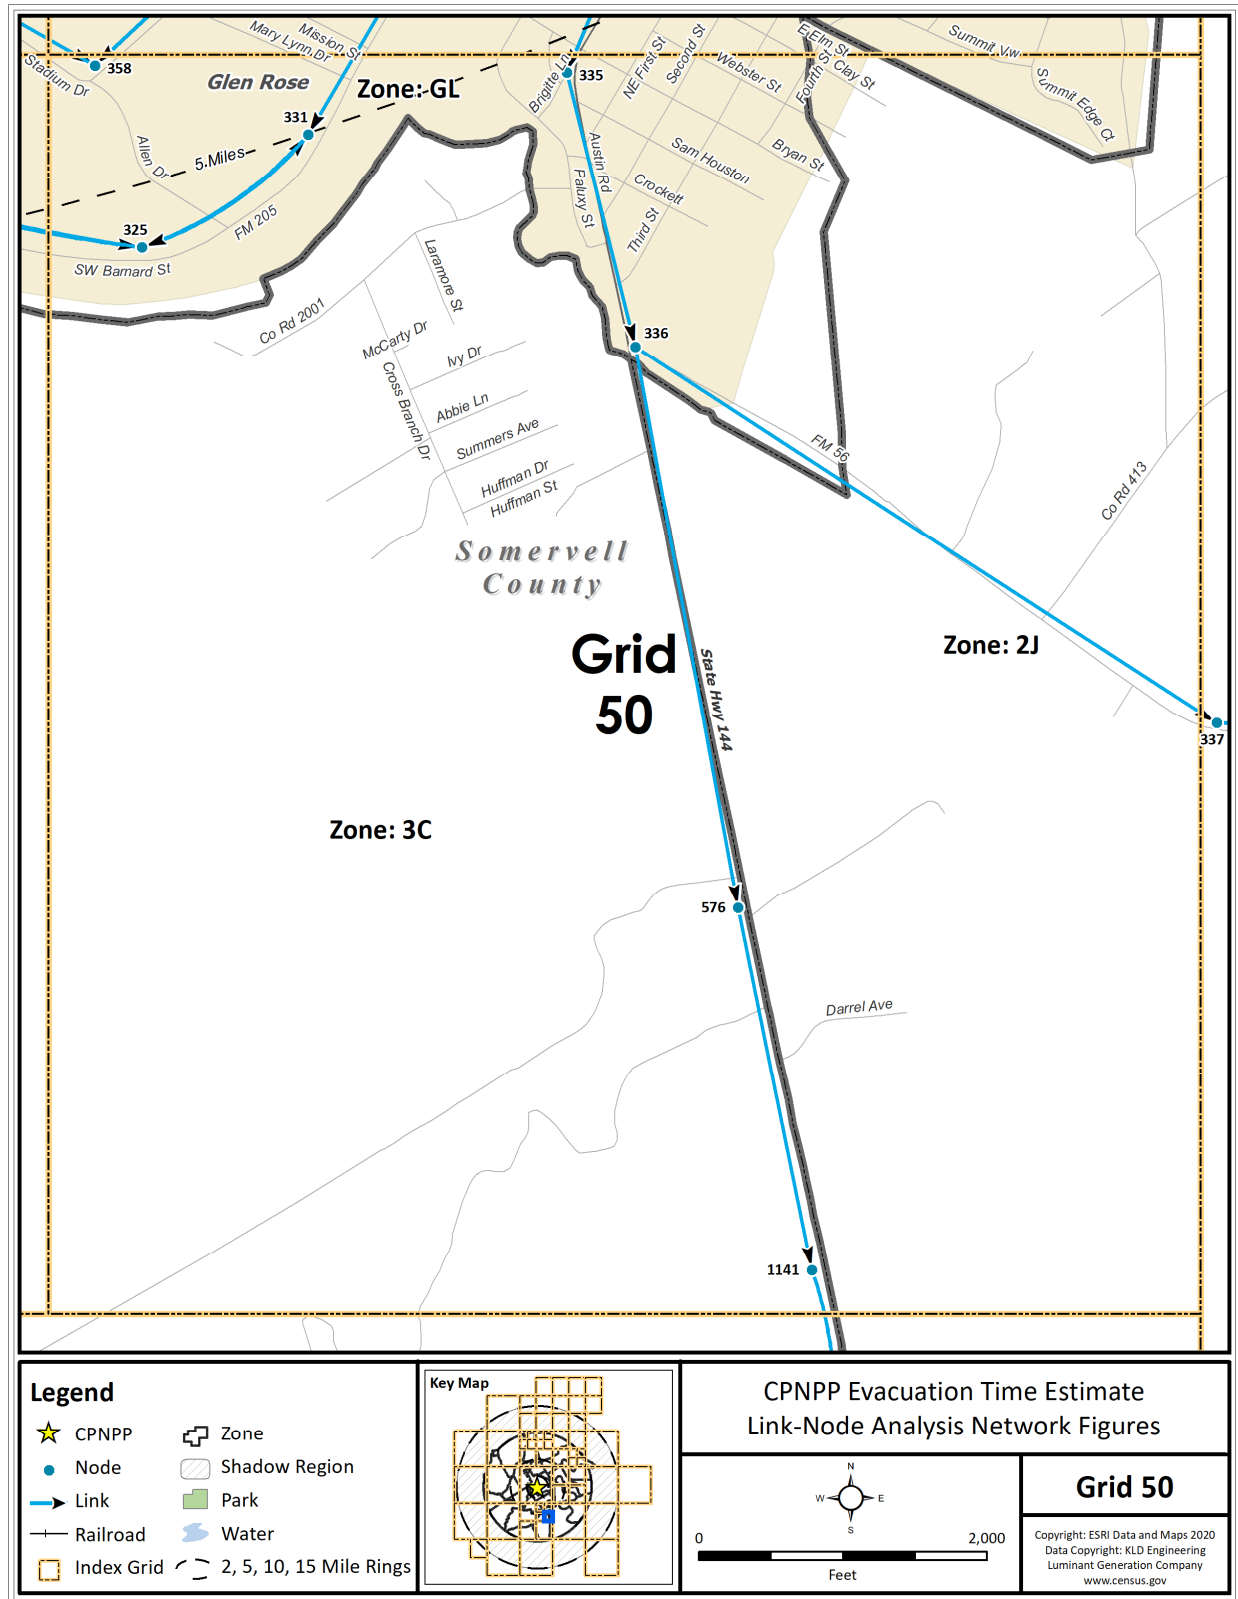 Mission St
Mary Lynn Dr
358
Stadium Dr
Glen Rose
Zone: GL
335
Brigitte Ln
NE First St
Second St
Webster St
E Elm St
Fourth St
Clay St
Summit Vw
Summit Edge Ct
331
Allen Dr
5 Miles
Austin Rd
Sam Houston
Bryan St
Crockett
Faluxy St
Third St
325
FM 205
SW Barnard St
Laramore St
Co Rd 2001
McCarty Dr
336
Ivy Dr
Cross Branch Dr
Abbie Ln
Summers Ave
FM 56
Huffman Dr
Huffman St
Co Rd 413
Somervell
County
Grid
50
State Hwy 144
Zone: 2J
337
Zone: 3C
576
Darrel Ave
1141
Legend
CPNPP
Zone
Node
Shadow Region
Link
Park
Railroad
Water
Index Grid
2, 5, 10, 15 Mile Rings
Key Map
CPNPP Evacuation Time Estimate
Link-Node Analysis Network Figures
N
W
E
S
0
2,000
Feet
Grid 50
Copyright: ESRI Data and Maps 2020
Data Copyright: KLD Engineering
Luminant Generation Company
www.census.gov